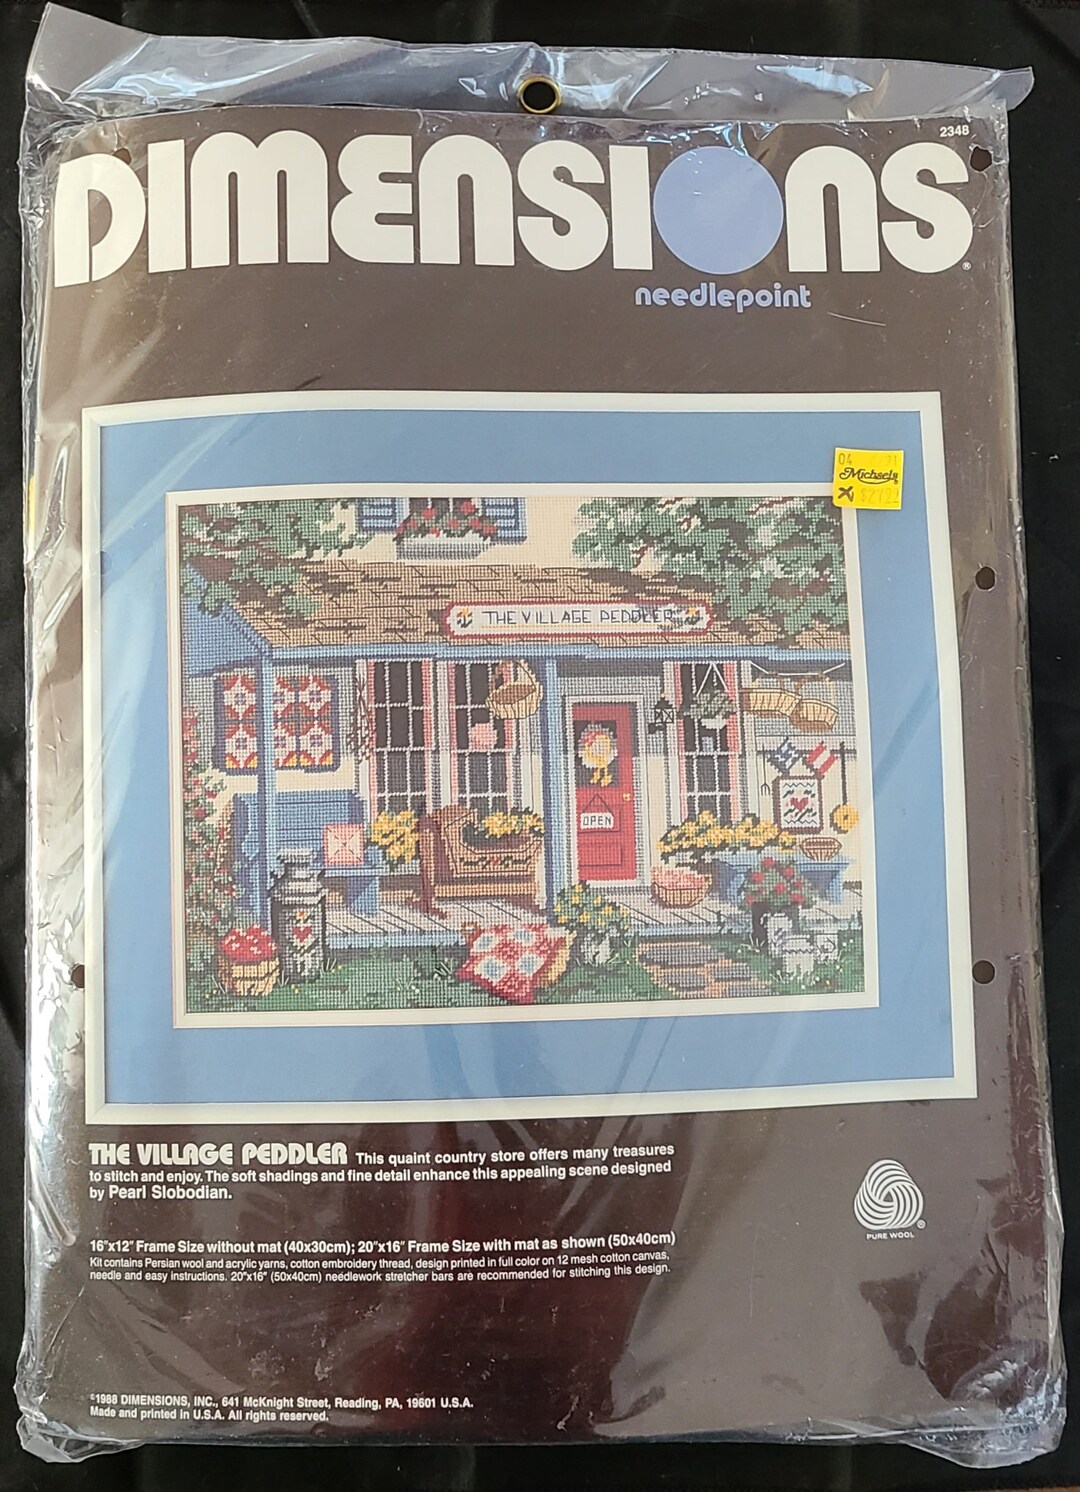 2348
DIMENSIONS®
needlepoint
04
Michaels
THE VILLAGE PEDDLER
OPEN
THE VILLAGE PEDDLER This quaint country store offers many treasures
to stitch and enjoy. The soft shadings and fine detail enhance this appealing scene designed
by Pearl Slobodian.
PURE WOOL
16"x12" Frame Size without mat (40x30cm); 20"x16" Frame Size with mat as shown (50x40cm)
Kit contains Persian wool and acrylic yarns, cotton embroidery thread, design printed in full color on 12 mesh cotton canvas,
needle and easy instructions. 20"x16" (50x40cm) needlework stretcher bars are recommended for stitching this design.
©1988 DIMENSIONS, INC., 641 McKnight Street, Reading, PA, 19601 U.S.A.
Made and printed in U.S.A. All rights reserved.